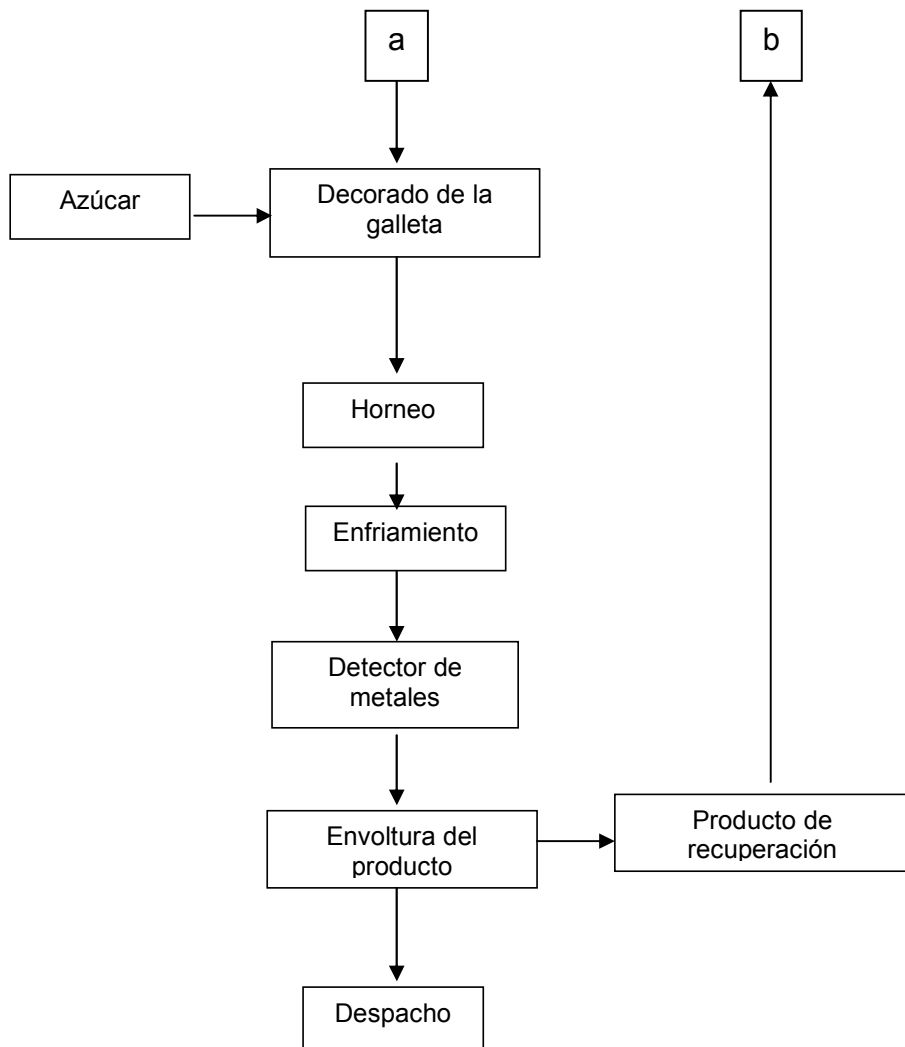 a
b
Azúcar
Decorado de la
galleta
Horneo
Enfriamiento
Detector de
metales
Envoltura del
producto
Producto de
recuperación
Despacho